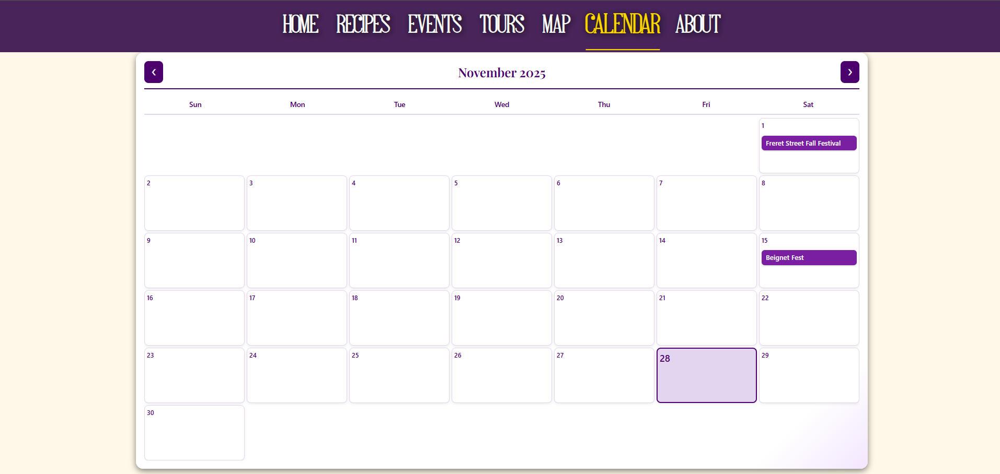 HOME RECIPES EVENTS TOURS MAP CALENDAR ABOUT
‹ November 2025 ›
Sun Mon Tue Wed Thu Fri Sat
1
Freret Street Fall Festival
2 3 4 5 6 7 8
9 10 11 12 13 14 15
Beignet Fest
16 17 18 19 20 21 22
23 24 25 26 27 28 29
30